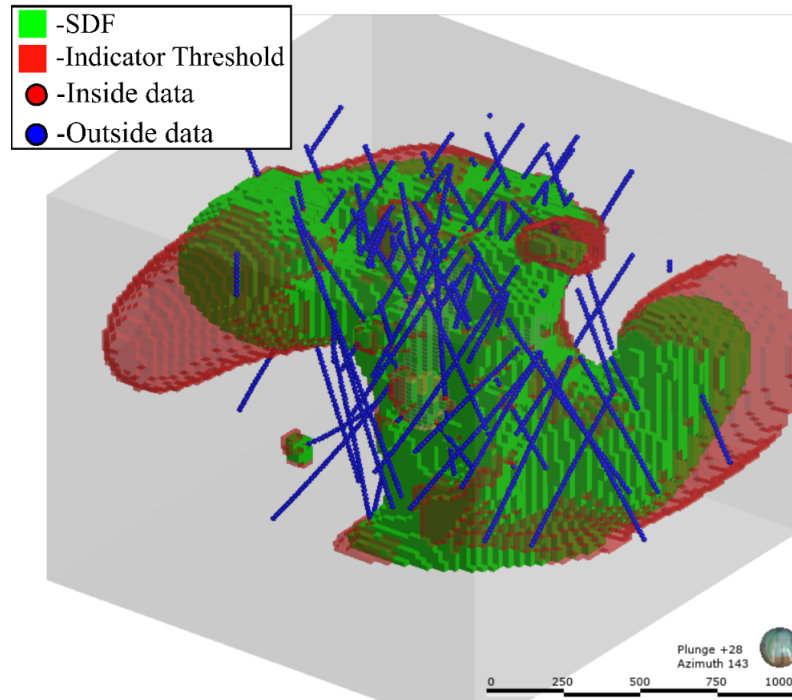 -SDF
-Indicator Threshold
-Inside data
-Outside data
Plunge +28
Azimuth 143
0 250 500 750 1000